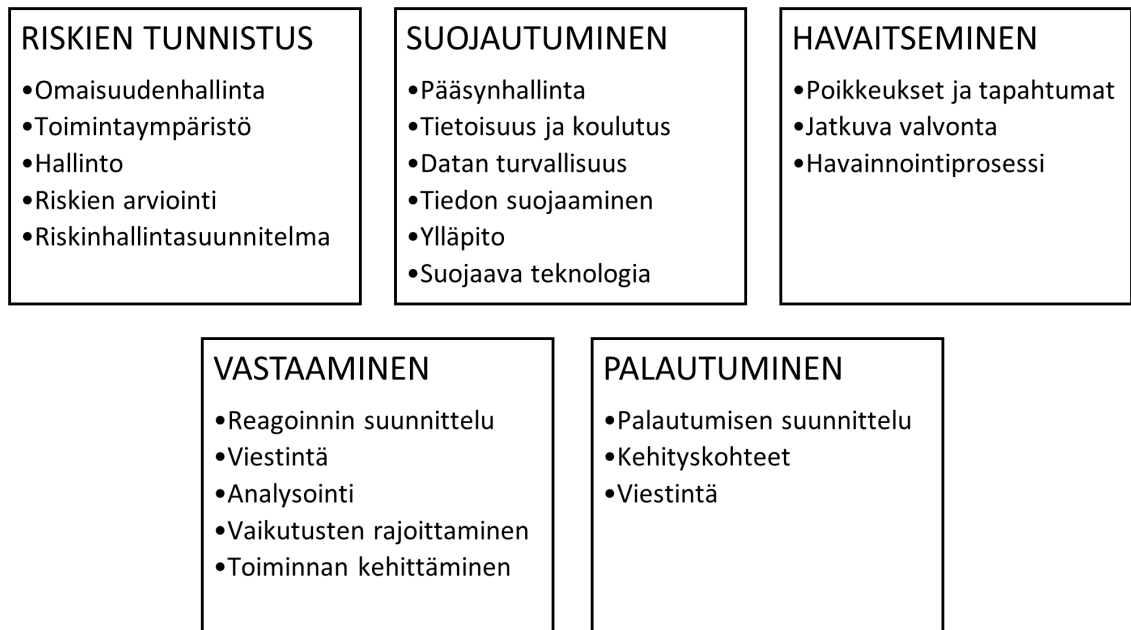 RISKIEN TUNNISTUS
•Omaisuudenhallinta
•Toimintaympäristö
•Hallinto
•Riskien arviointi
•Riskinhallintasuunnitelma
SUOJAUTUMINEN
•Pääsynhallinta
•Tietoisuus ja koulutus
•Datan turvallisuus
•Tiedon suojaaminen
•Ylläpito
•Suojaava teknologia
HAVAITSEMINEN
•Poikkeukset ja tapahtumat
•Jatkuva valvonta
•Havainnointiprosessi
VASTAAMINEN
•Reagoinnin suunnittelu
•Viestintä
•Analysointi
•Vaikutusten rajoittaminen
•Toiminnan kehittäminen
PALAUTUMINEN
•Palautumisen suunnittelu
•Kehityskohteet
•Viestintä